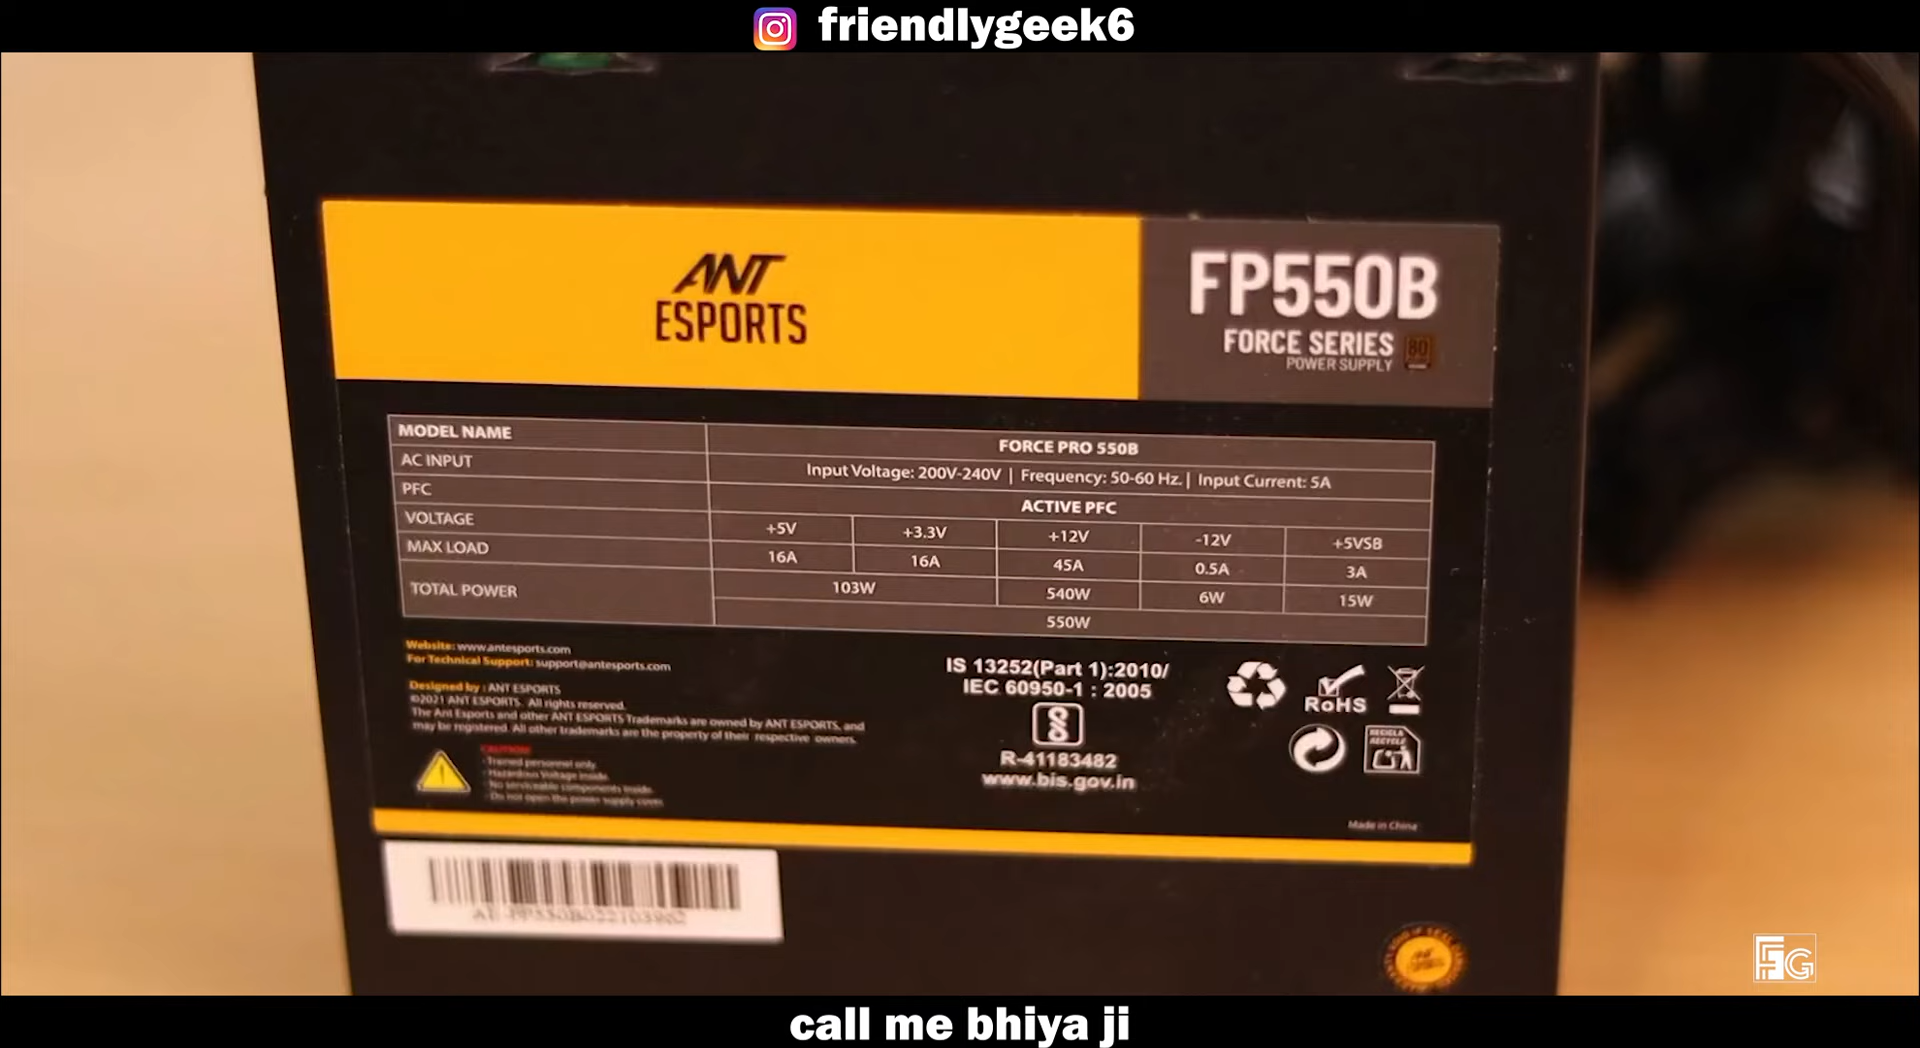 friendlygeek6
ANT
ESPORTS
FP550B
FORCE SERIES
POWER SUPPLY
80
MODEL NAME
FORCE PRO 550B
AC INPUT
Input Voltage: 200V-240V | Frequency: 50-60 Hz. | Input Current: 5A
PFC
ACTIVE PFC
VOLTAGE
+5V
+3.3V
+12V
-12V
+5VSB
MAX LOAD
16A
16A
45A
0.5A
3A
TOTAL POWER
103W
540W
6W
15W
550W
Website: www.antesports.com
For Technical Support: support@antesports.com
Designed by : ANT ESPORTS
©2021 ANT ESPORTS. All rights reserved.
The Ant Esports and other ANT ESPORTS Trademarks are owned by ANT ESPORTS, and
may be registered. All other trademarks are the property of their respective owners.
CAUTION!
- Trained personnel only.
- Hazardous Voltage inside.
- No serviceable components inside.
- Do not open the power supply cover.
IS 13252(Part 1):2010/
IEC 60950-1 : 2005
R-41183482
www.bis.gov.in
RoHS
RECICLA
RECYCLE
Made in China
ANT
ESPORTS
FG
call me bhiya ji